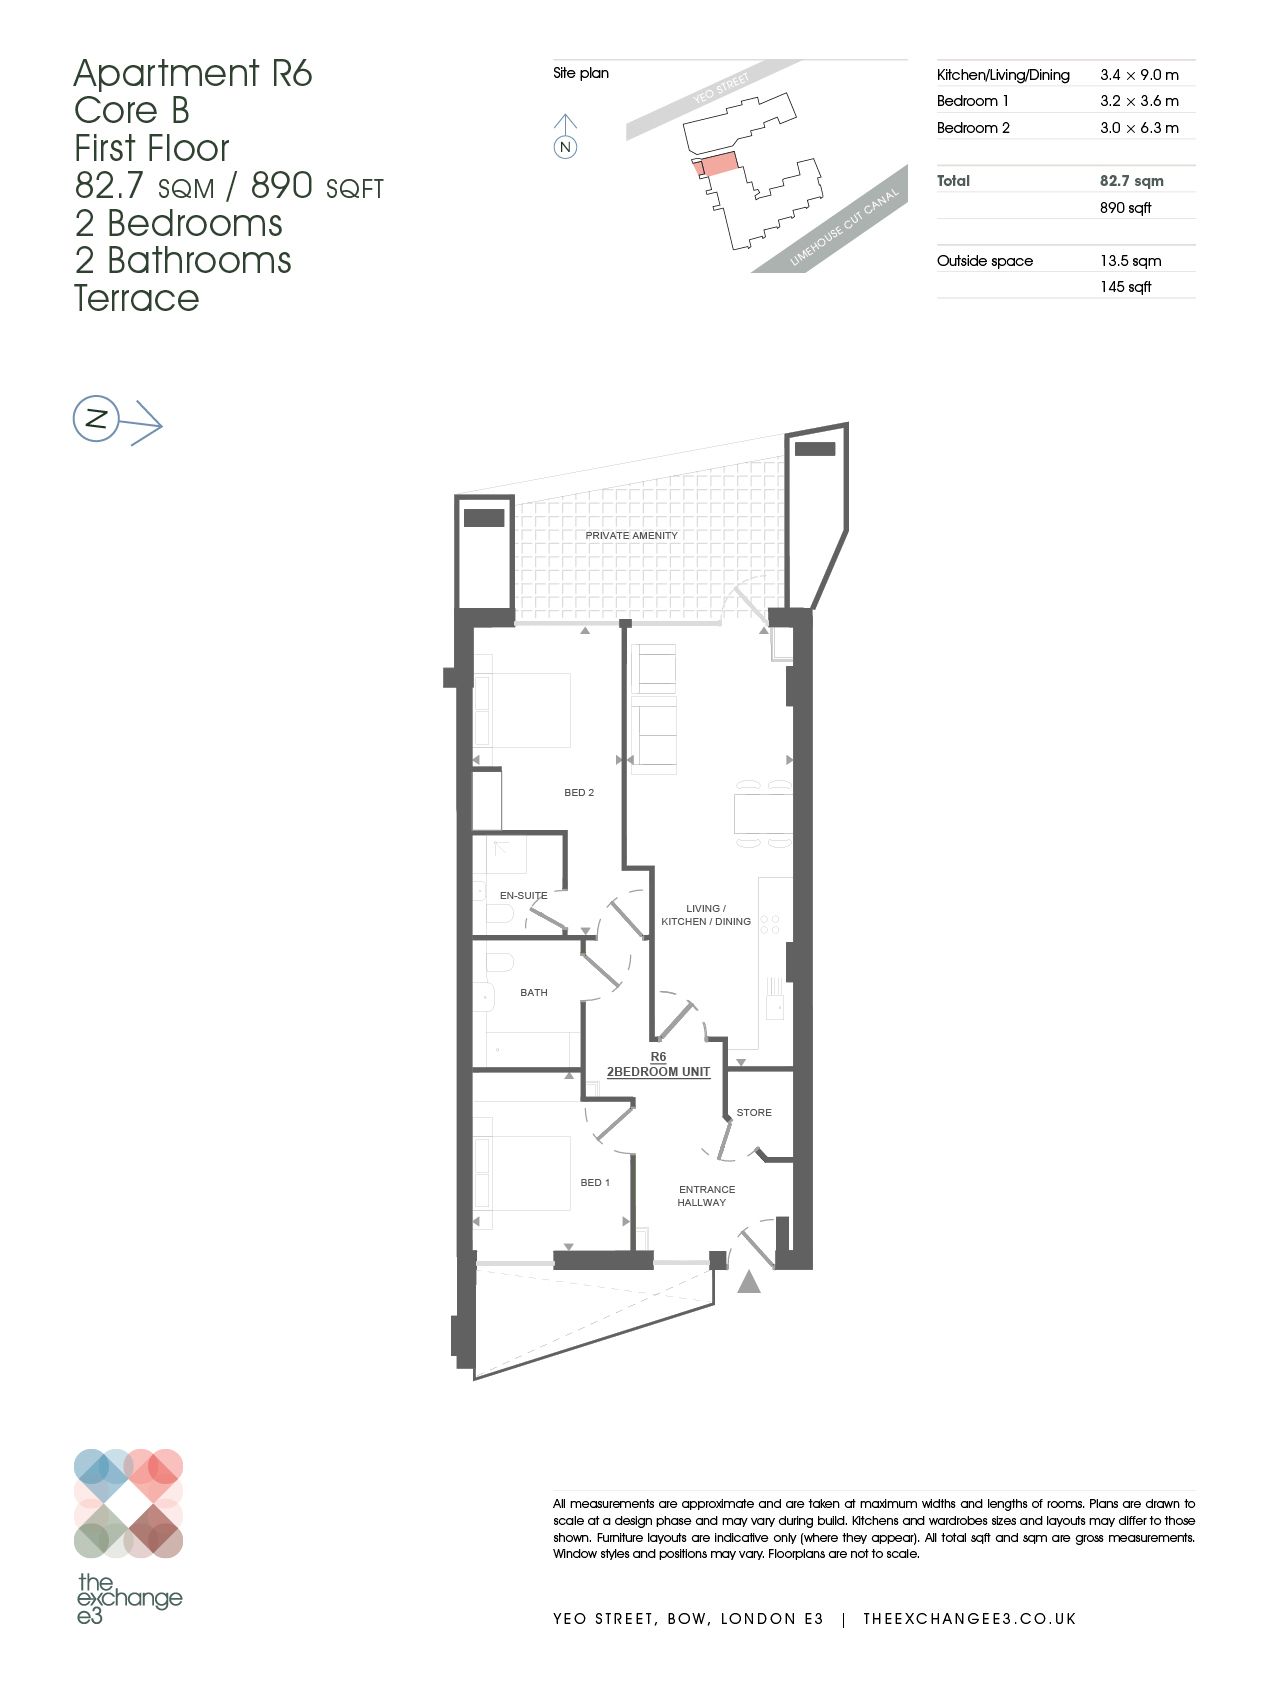 Apartment R6
Core B
First Floor
82.7 SQM / 890 SQFT
2 Bedrooms
2 Bathrooms
Terrace
Site plan
N
YEO STREET
LIMEHOUSE CUT CANAL
Kitchen/Living/Dining 3.4 × 9.0 m
Bedroom 1 3.2 × 3.6 m
Bedroom 2 3.0 × 6.3 m
Total 82.7 sqm
890 sqft
Outside space 13.5 sqm
145 sqft
N
PRIVATE AMENITY
BED 2
EN-SUITE
LIVING /
KITCHEN / DINING
BATH
R6
2BEDROOM UNIT
STORE
BED 1
ENTRANCE
HALLWAY
the
exchange
e3
All measurements are approximate and are taken at maximum widths and lengths of rooms. Plans are drawn to
scale at a design phase and may vary during build. Kitchens and wardrobes sizes and layouts may differ to those
shown. Furniture layouts are indicative only (where they appear). All total sqft and sqm are gross measurements.
Window styles and positions may vary. Floorplans are not to scale.
YEO STREET, BOW, LONDON E3 | THEEXCHANGEE3.CO.UK